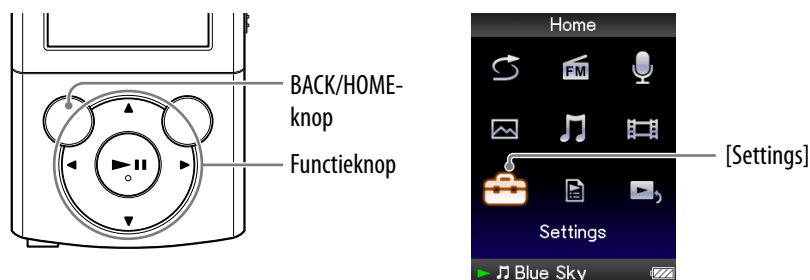 BACK/HOME-
knop
Functieknop
Home
FM
[Settings]
Settings
Blue Sky